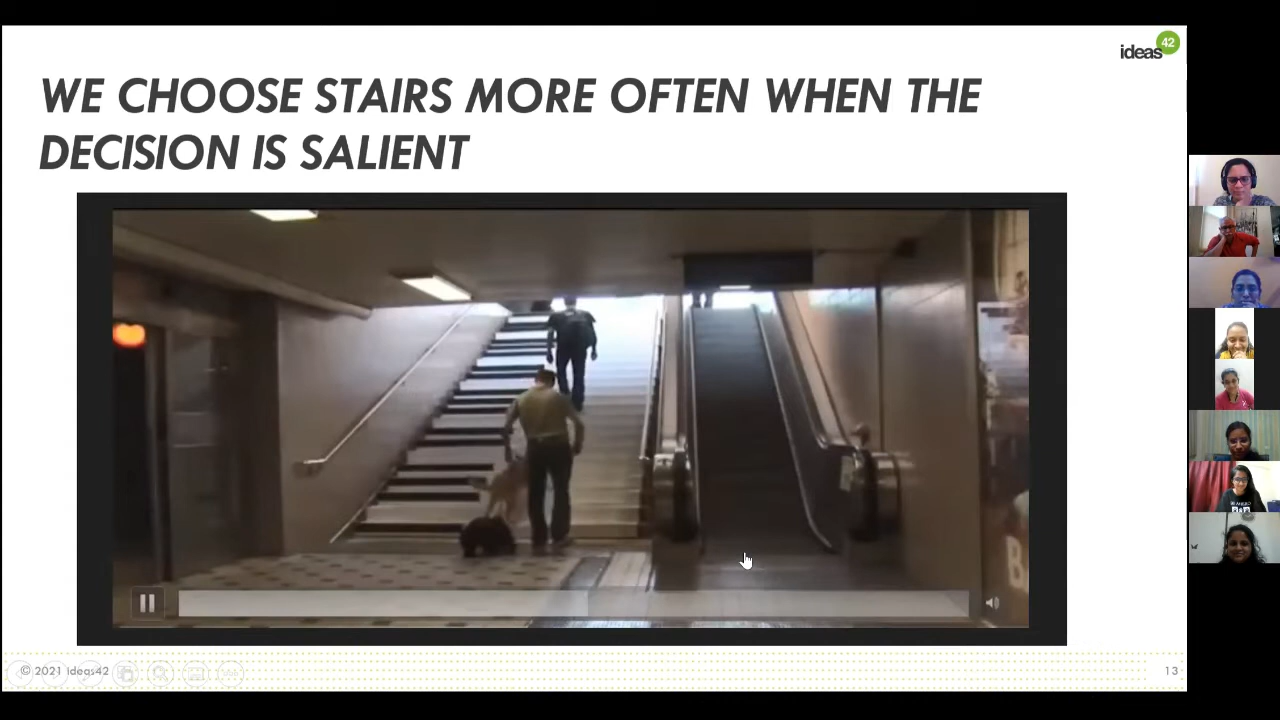 ideas42
WE CHOOSE STAIRS MORE OFTEN WHEN THE
DECISION IS SALIENT
B
© 2021 ideas42
13